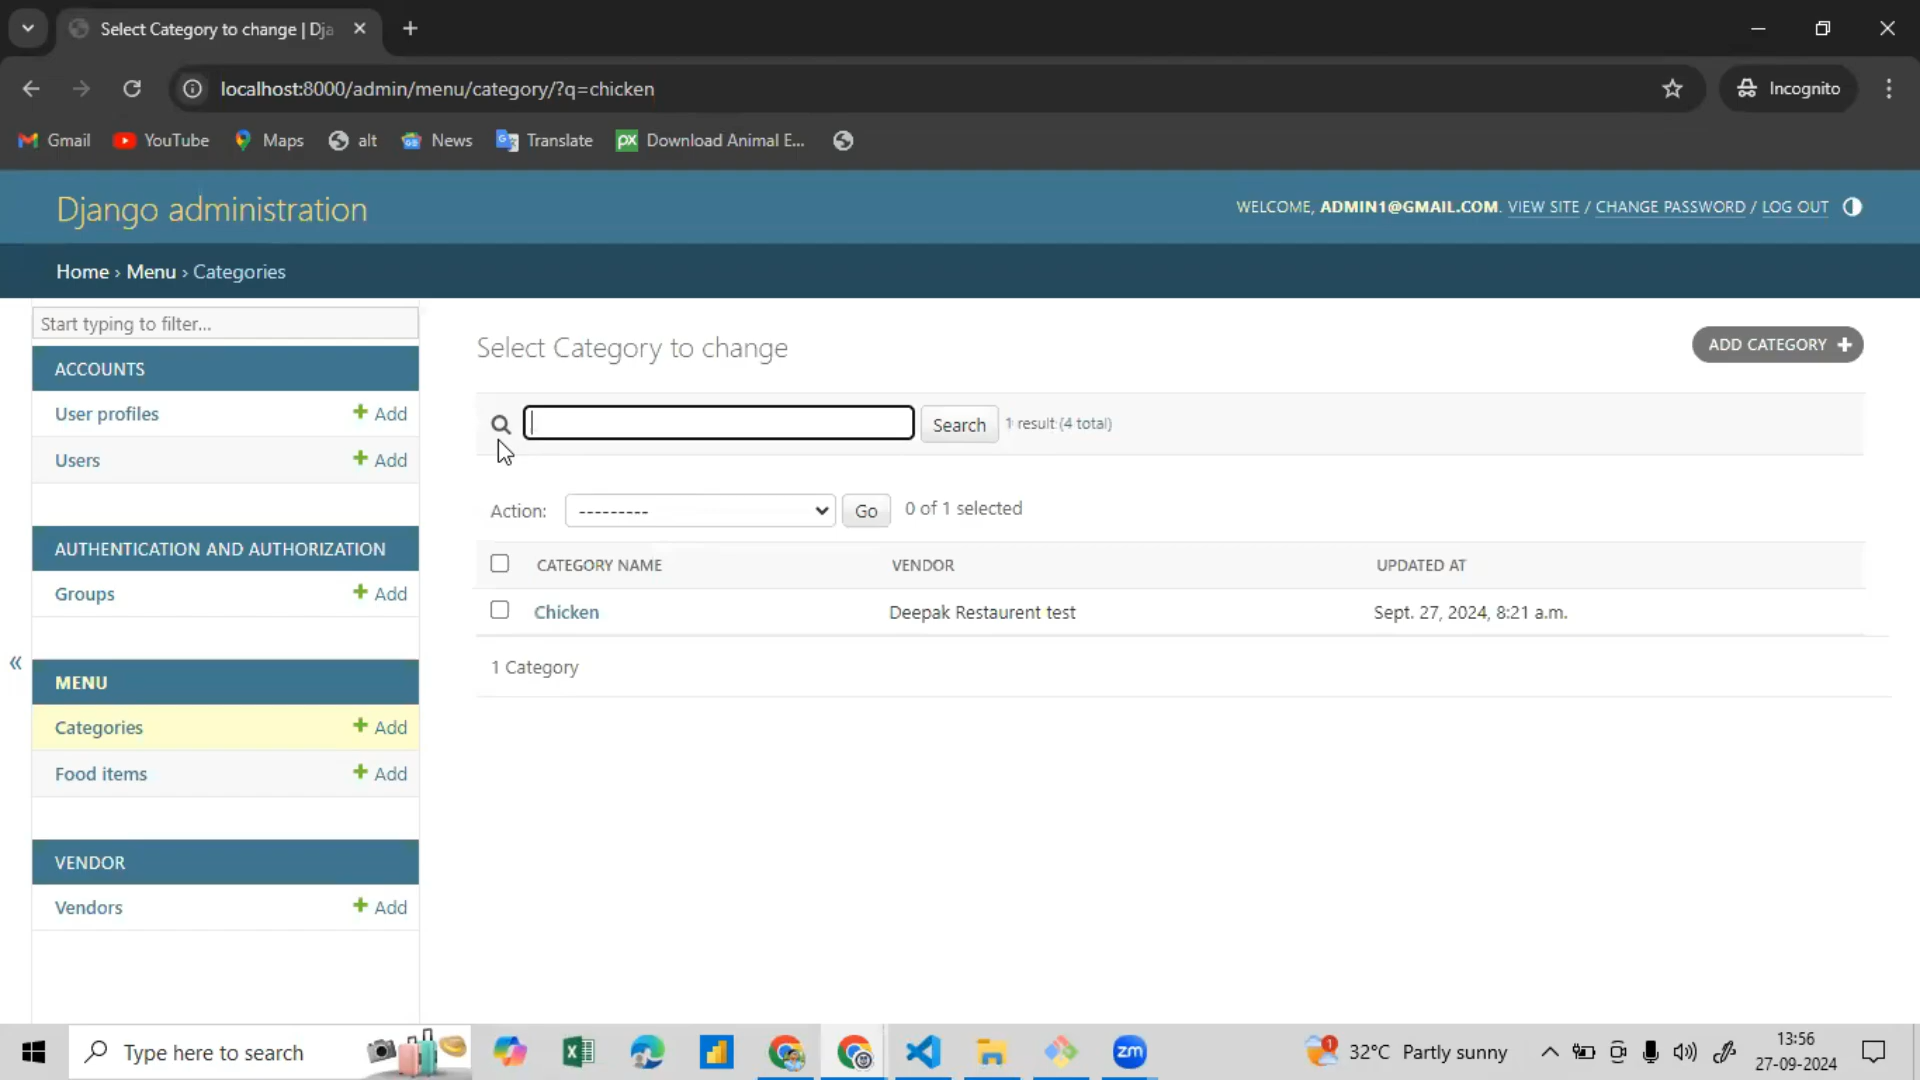 Select Category to change | Dja
localhost:8000/admin/menu/category/?q=chicken
Incognito
Gmail
YouTube
Maps
alt
News
Translate
px
Download Animal E...
Django administration
WELCOME, ADMIN1@GMAIL.COM. VIEW SITE / CHANGE PASSWORD / LOG OUT
Home › Menu › Categories
Start typing to filter...
ACCOUNTS
User profiles
+ Add
Users
+ Add
AUTHENTICATION AND AUTHORIZATION
Groups
+ Add
«
MENU
Categories
+ Add
Food items
+ Add
VENDOR
Vendors
+ Add
Select Category to change
ADD CATEGORY +
Search
1 result (4 total)
Action:
---------
Go
0 of 1 selected
CATEGORY NAME
VENDOR
UPDATED AT
Chicken
Deepak Restaurent test
Sept. 27, 2024, 8:21 a.m.
1 Category
Type here to search
zm
1
32°C Partly sunny
13:56
27-09-2024